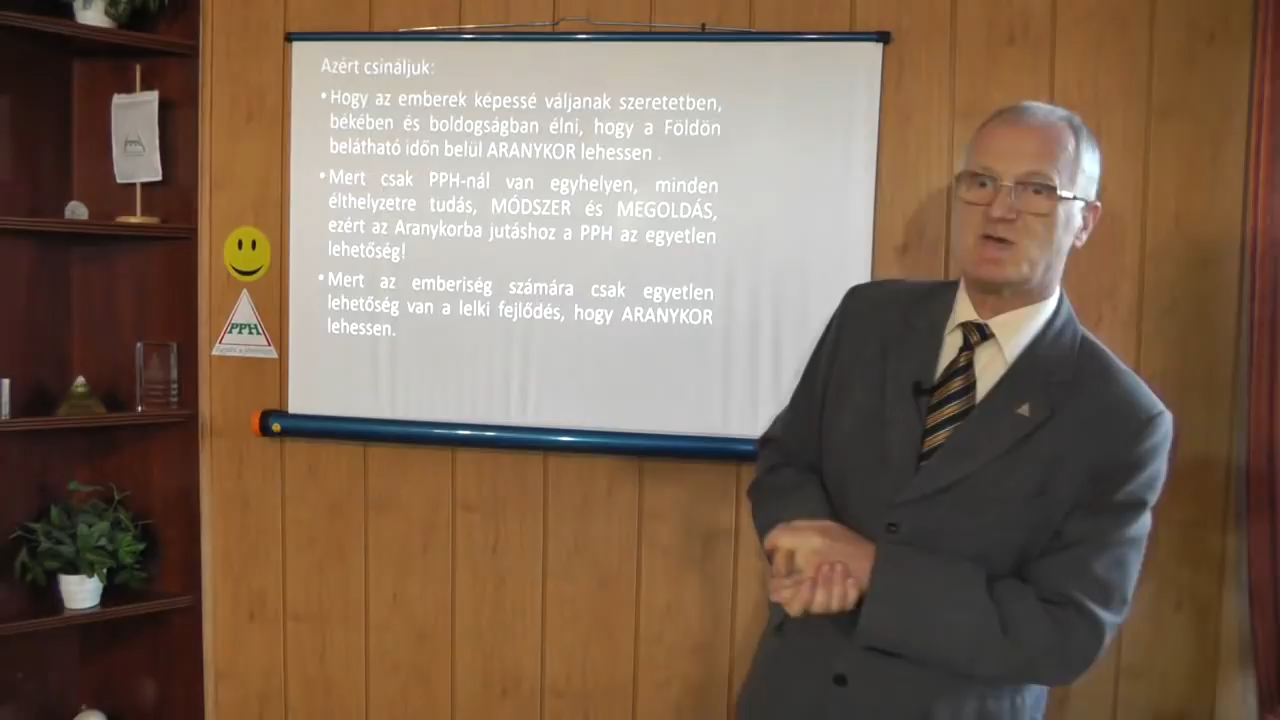 Azért csináljuk:
•Hogy az emberek képessé váljanak szeretetben,
békében és boldogságban élni, hogy a Földön
belátható időn belül ARANYKOR lehessen .
•Mert csak PPH-nál van egyhelyen, minden
élthelyzetre tudás, MÓDSZER és MEGOLDÁS,
ezért az Aranykorba jutáshoz a PPH az egyetlen
lehetőség!
•Mert az emberiség számára csak egyetlen
lehetőség van a lelki fejlődés, hogy ARANYKOR
lehessen.
PPH